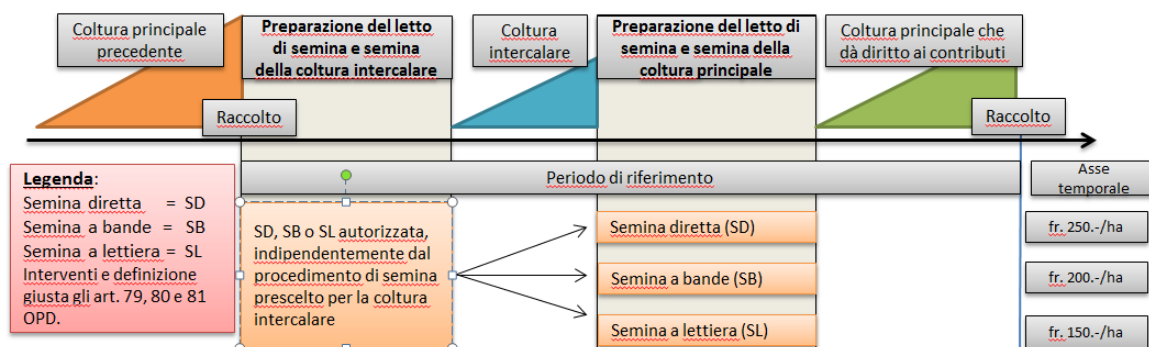 Coltura principale
precedente
Preparazione del letto
di semina e semina
della coltura intercalare
Coltura
intercalare
Preparazione del letto di
semina e semina della
coltura principale
Coltura principale che
dà diritto ai contributi
Raccolto
Raccolto
Legenda:
Semina diretta = SD
Semina a bande = SB
Semina a lettiera = SL
Interventi e definizione
giusta gli art. 79, 80 e 81
OPD.
Periodo di riferimento
Asse
temporale
SD, SB o SL autorizzata,
indipendentemente dal
procedimento di semina
prescelto per la coltura
intercalare
Semina diretta (SD)
fr. 250.-/ha
Semina a bande (SB)
fr. 200.-/ha
Semina a lettiera (SL)
fr. 150.-/ha